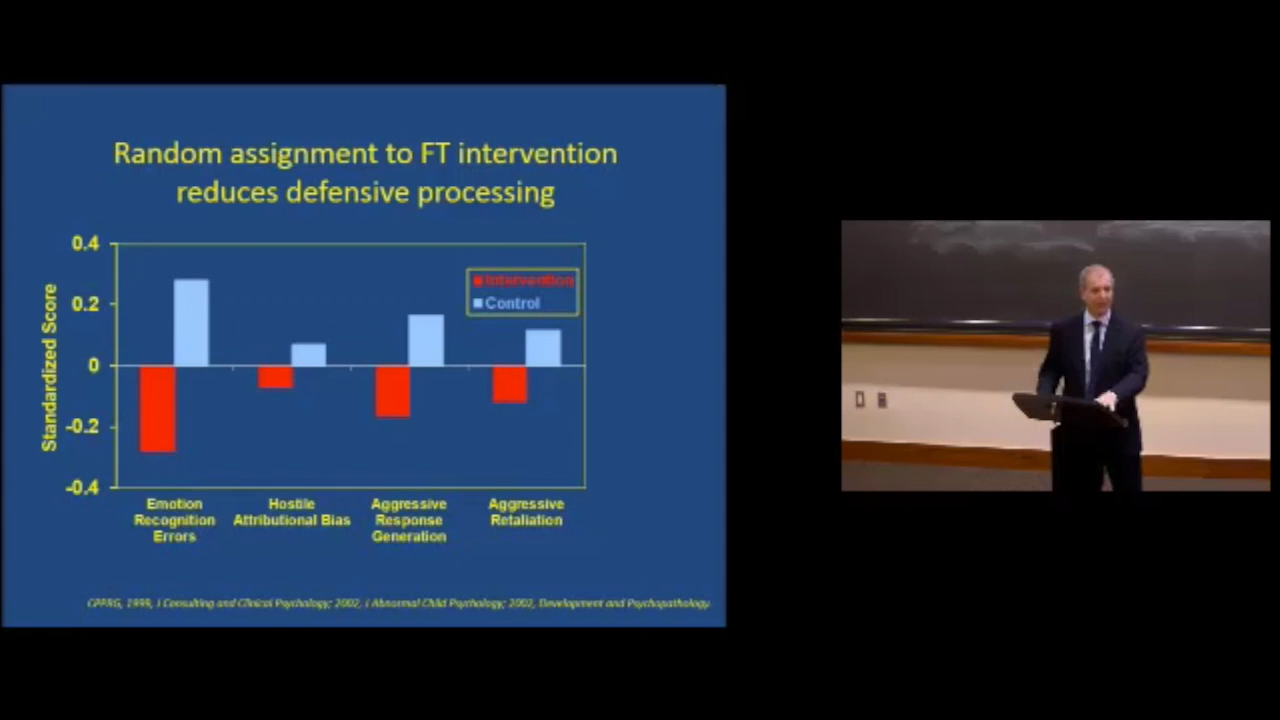 Random assignment to FT intervention
reduces defensive processing
0.4
0.2
0
-0.2
-0.4
Standardized Score
Intervention
Control
Emotion
Recognition
Errors
Hostile
Attributional Bias
Aggressive
Response
Generation
Aggressive
Retaliation
CPPRG, 1999, J Consulting and Clinical Psychology; 2002, J Abnormal Child Psychology; 2002, Development and Psychopathology